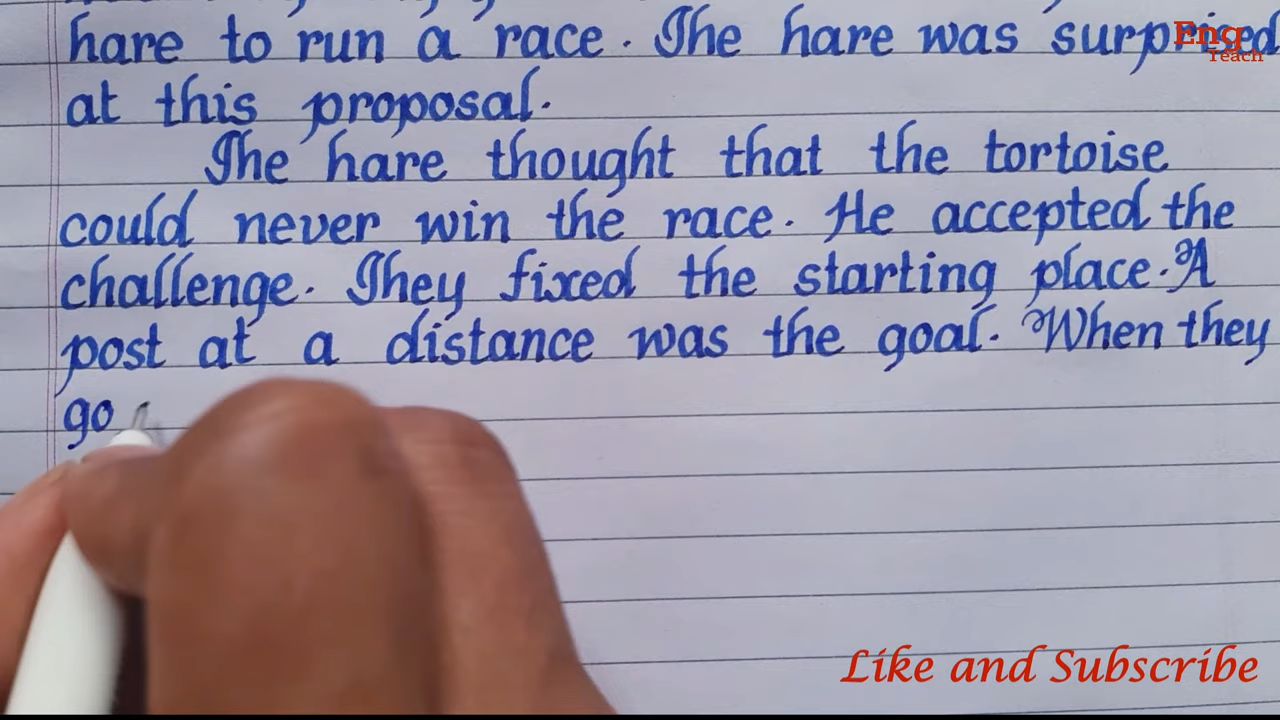 hare to run a race. The hare was surprised
Eng
Teach
at this proposal.
The hare thought that the tortoise
could never win the race. He accepted the
challenge. They fixed the starting place. A
post at a distance was the goal. When they
go
Like and Subscribe